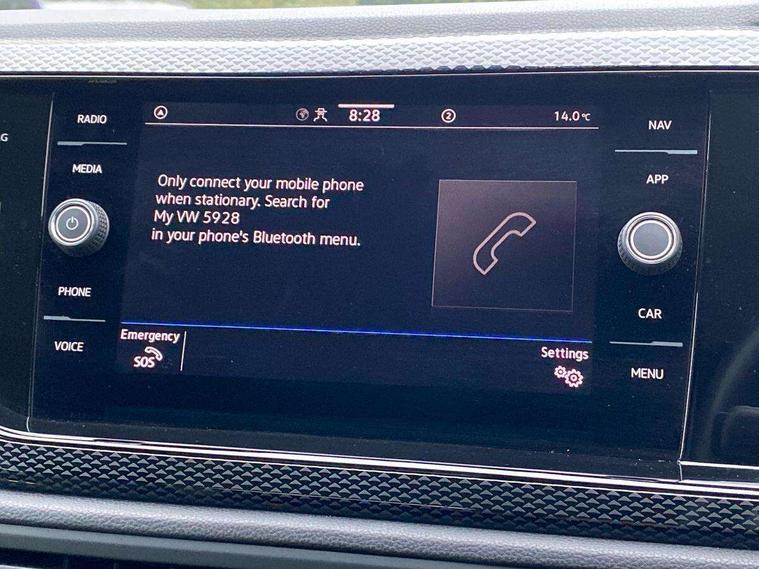 G
RADIO
MEDIA
PHONE
VOICE
8:28
2
14.0°C
Only connect your mobile phone
when stationary. Search for
My VW 5928
in your phone's Bluetooth menu.
Emergency
SOS
Settings
NAV
APP
CAR
MENU